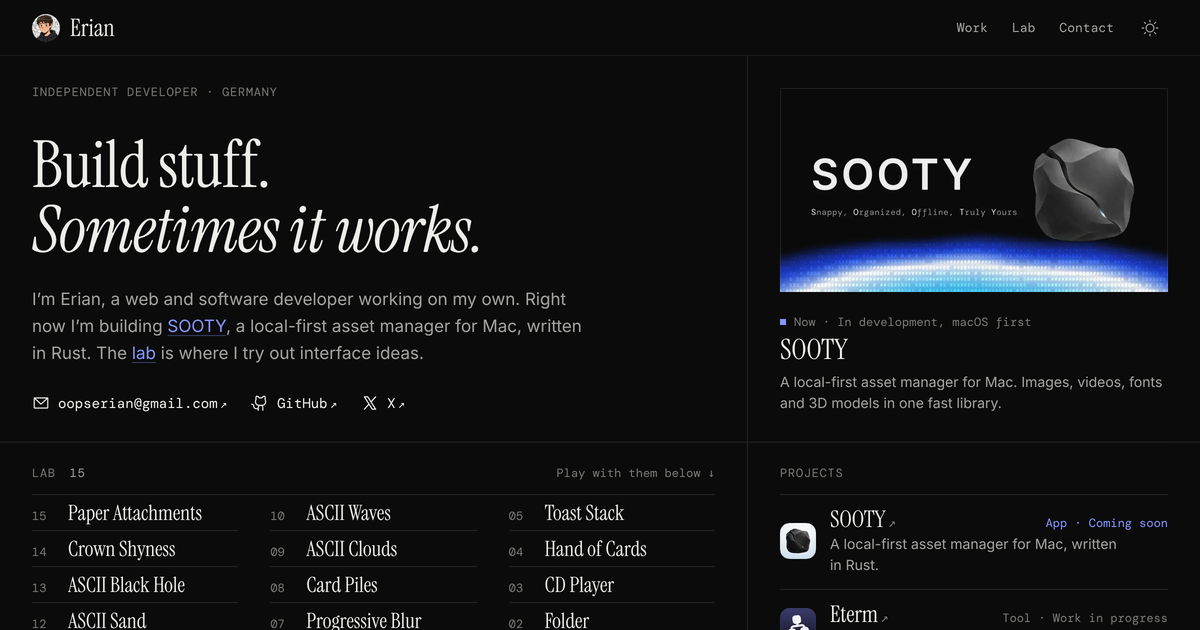 Erian
Work Lab Contact
INDEPENDENT DEVELOPER · GERMANY
Build stuff.
Sometimes it works.
I'm Erian, a web and software developer working on my own. Right
now I'm building SOOTY, a local-first asset manager for Mac, written
in Rust. The lab is where I try out interface ideas.
oopserian@gmail.com↗ GitHub↗ X↗
SOOTY
Snappy, Organized, Offline, Truly Yours
Now · In development, macOS first
SOOTY
A local-first asset manager for Mac. Images, videos, fonts
and 3D models in one fast library.
LAB 15 Play with them below ↓
15 Paper Attachments
14 Crown Shyness
13 ASCII Black Hole
12 ASCII Sand
10 ASCII Waves
09 ASCII Clouds
08 Card Piles
07 Progressive Blur
05 Toast Stack
04 Hand of Cards
03 CD Player
02 Folder
PROJECTS
SOOTY↗ App · Coming soon
A local-first asset manager for Mac, written
in Rust.
Eterm↗ Tool · Work in progress